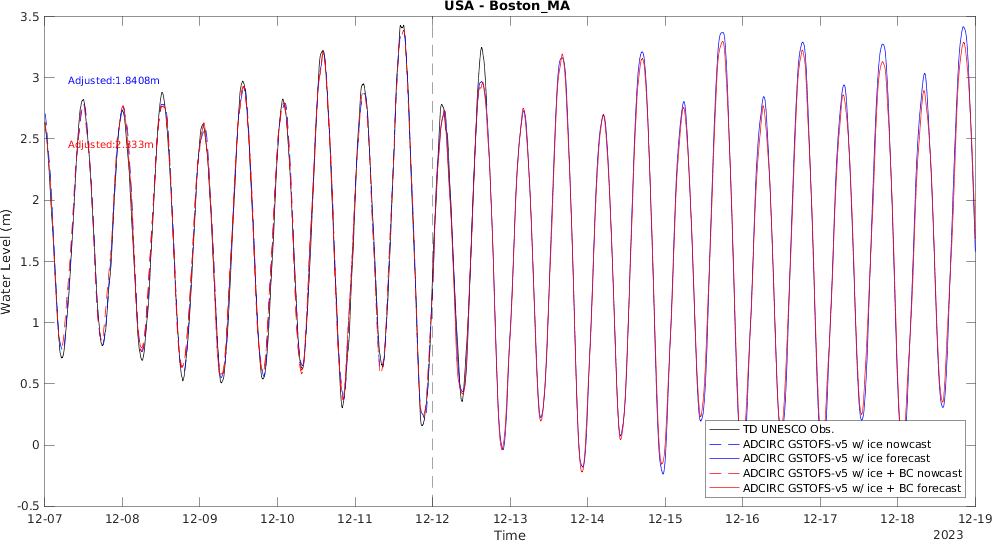 USA - Boston_MA
3.5
3
2.5
2
1.5
1
0.5
0
-0.5
Water Level (m)
Adjusted:1.8408m
Adjusted:2.333m
TD UNESCO Obs.
ADCIRC GSTOFS-v5 w/ ice nowcast
ADCIRC GSTOFS-v5 w/ ice forecast
ADCIRC GSTOFS-v5 w/ ice + BC nowcast
ADCIRC GSTOFS-v5 w/ ice + BC forecast
12-07 12-08 12-09 12-10 12-11 12-12 12-13 12-14 12-15 12-16 12-17 12-18 12-19
Time
2023